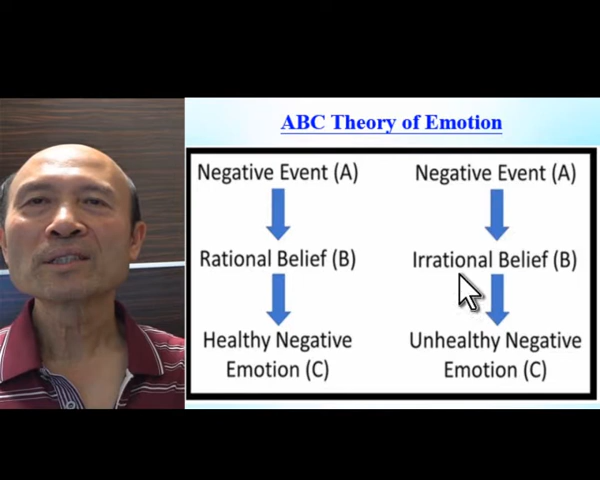 ABC Theory of Emotion
Negative Event (A)
Rational Belief (B)
Healthy Negative
Emotion (C)
Negative Event (A)
Irrational Belief (B)
Unhealthy Negative
Emotion (C)